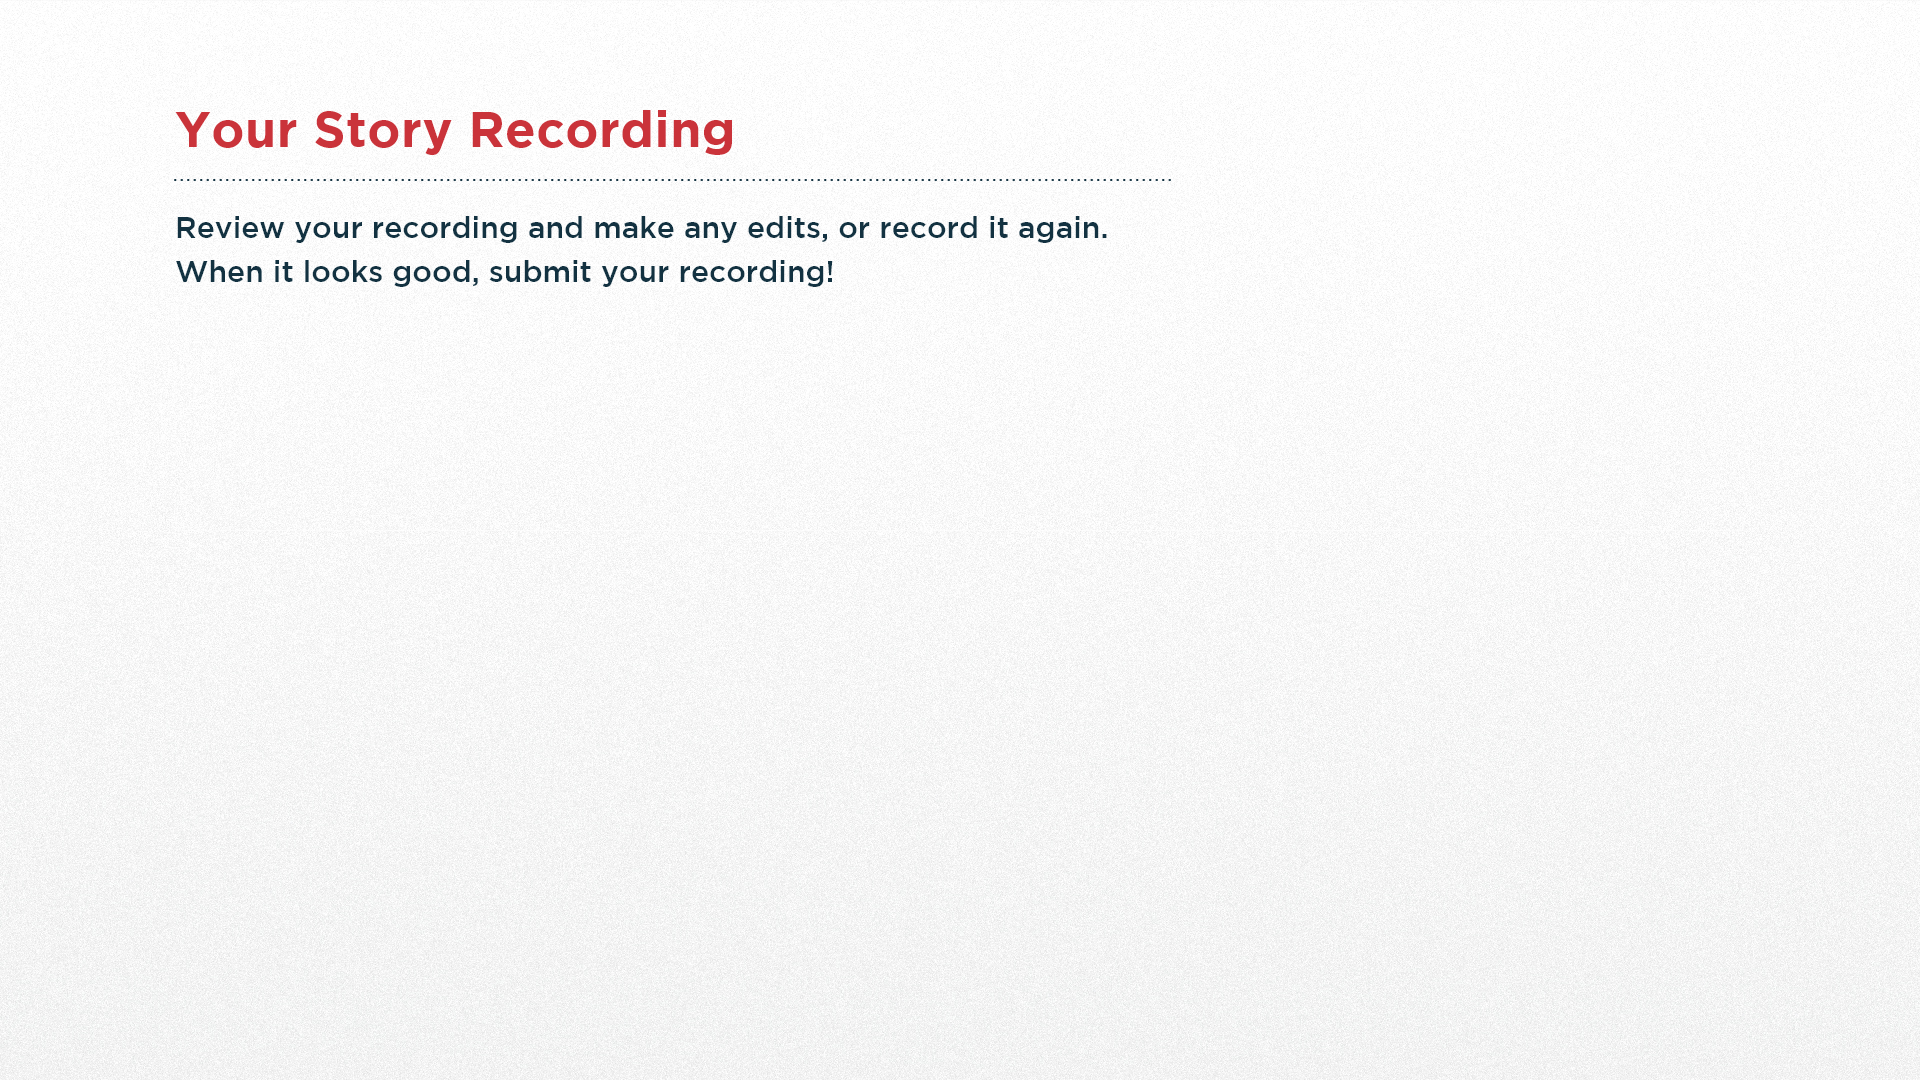 Your Story Recording
Review your recording and make any edits, or record it again.
When it looks good, submit your recording!